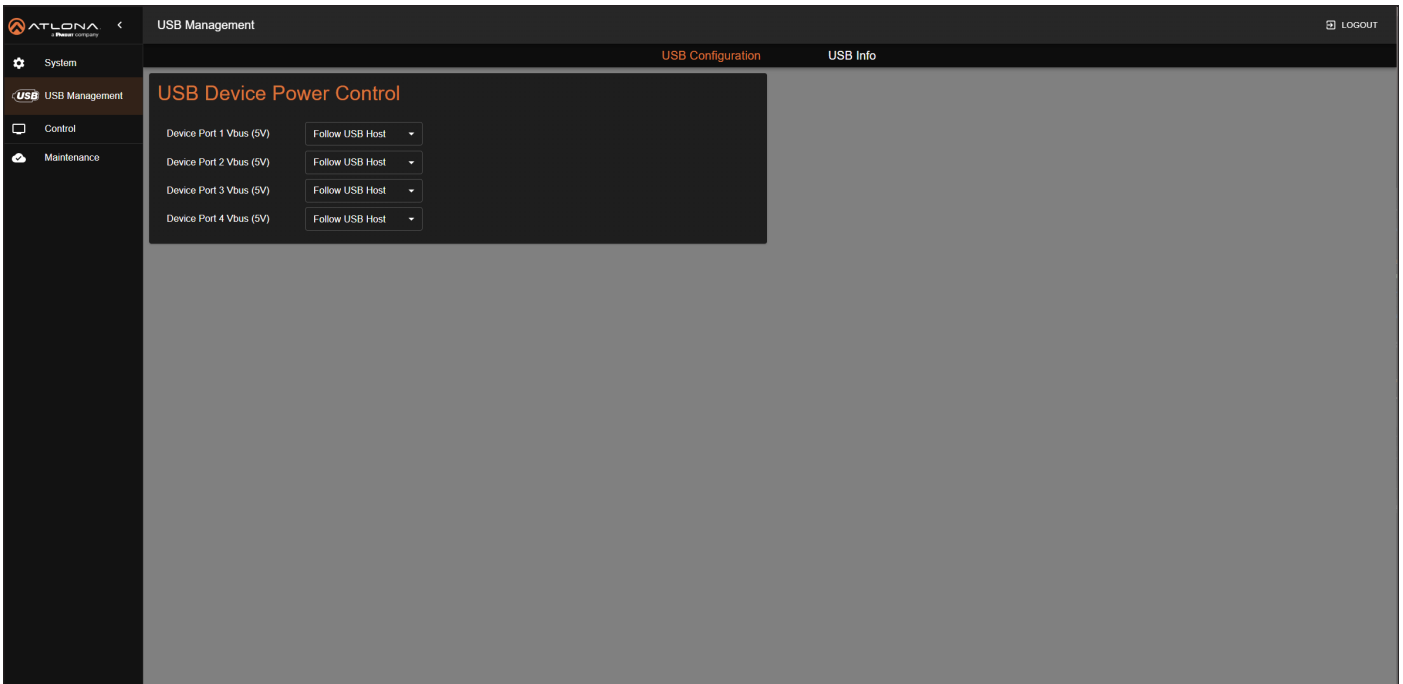 ATLONA
a Panduit company
USB Management
LOGOUT
USB Configuration
USB Info
System
USB
USB Management
Control
Maintenance
USB Device Power Control
Device Port 1 Vbus (5V)
Follow USB Host
Device Port 2 Vbus (5V)
Follow USB Host
Device Port 3 Vbus (5V)
Follow USB Host
Device Port 4 Vbus (5V)
Follow USB Host